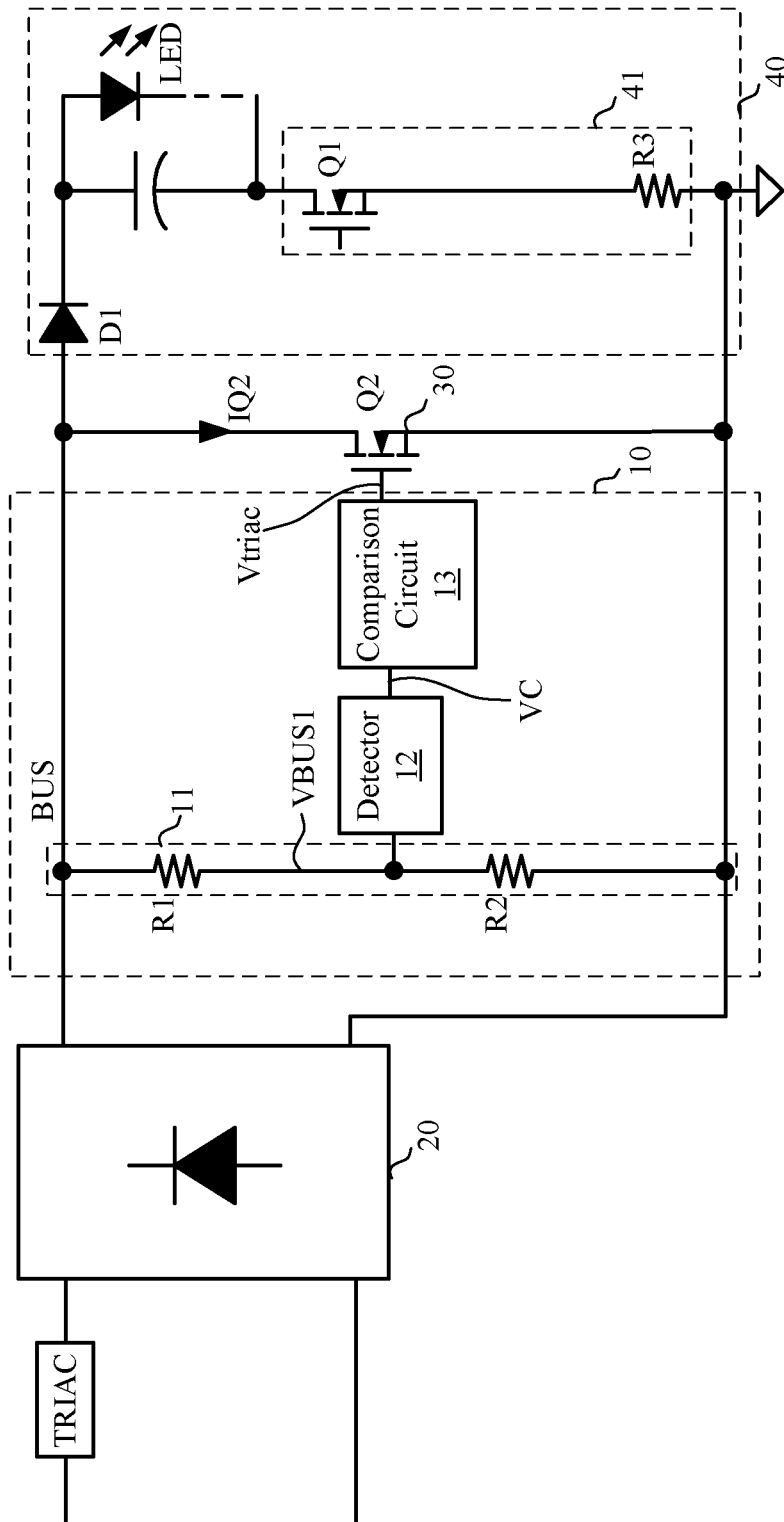 TRIAC
20
BUS
R1
11
VBUS1
R2
Detector
12
VC
Comparison
Circuit
13
Vtriac
10
IQ2
Q2
30
D1
LED
Q1
R3
41
40